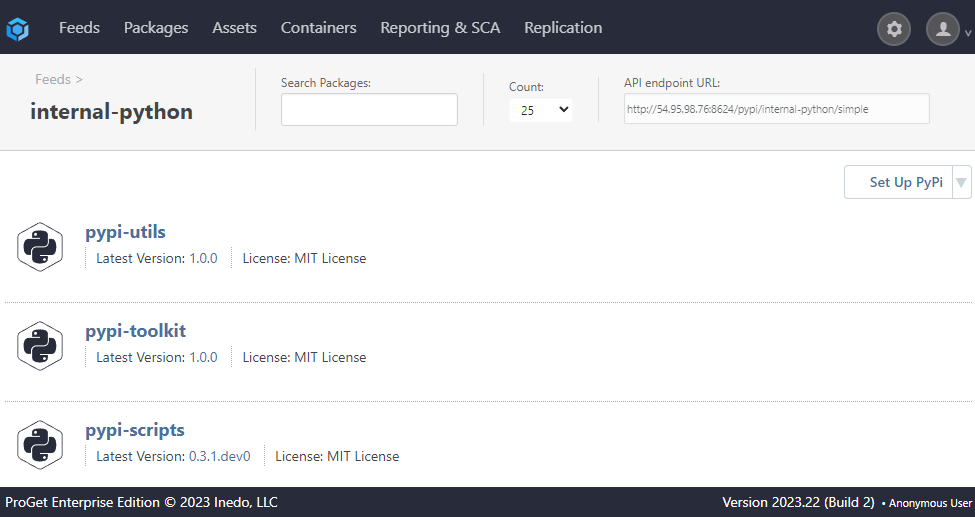 Feeds Packages Assets Containers Reporting & SCA Replication
Feeds >
internal-python
Search Packages:
Count:
25
API endpoint URL:
http://54.95.98.76:8624/pypi/internal-python/simple
Set Up PyPi
pypi-utils
Latest Version: 1.0.0 License: MIT License
pypi-toolkit
Latest Version: 1.0.0 License: MIT License
pypi-scripts
Latest Version: 0.3.1.dev0 License: MIT License
ProGet Enterprise Edition © 2023 Inedo, LLC Version 2023.22 (Build 2) • Anonymous User